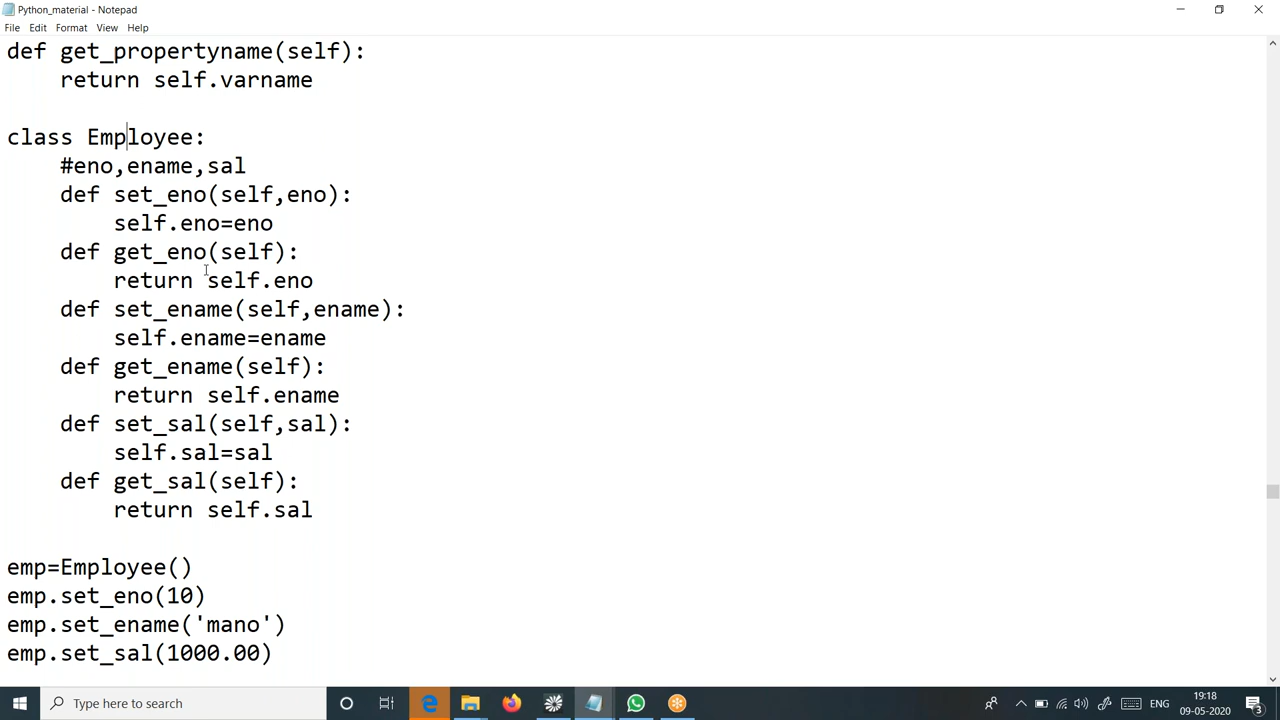 Python_material - Notepad
File Edit Format View Help
def get_propertyname(self):
    return self.varname

class Employee:
    #eno,ename,sal
    def set_eno(self,eno):
        self.eno=eno
    def get_eno(self):
        return self.eno
    def set_ename(self,ename):
        self.ename=ename
    def get_ename(self):
        return self.ename
    def set_sal(self,sal):
        self.sal=sal
    def get_sal(self):
        return self.sal

emp=Employee()
emp.set_eno(10)
emp.set_ename('mano')
emp.set_sal(1000.00)
Type here to search
ENG
19:18
09-05-2020
3